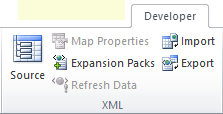 Developer
Map Properties
Import
Source
Expansion Packs
Export
Refresh Data
XML